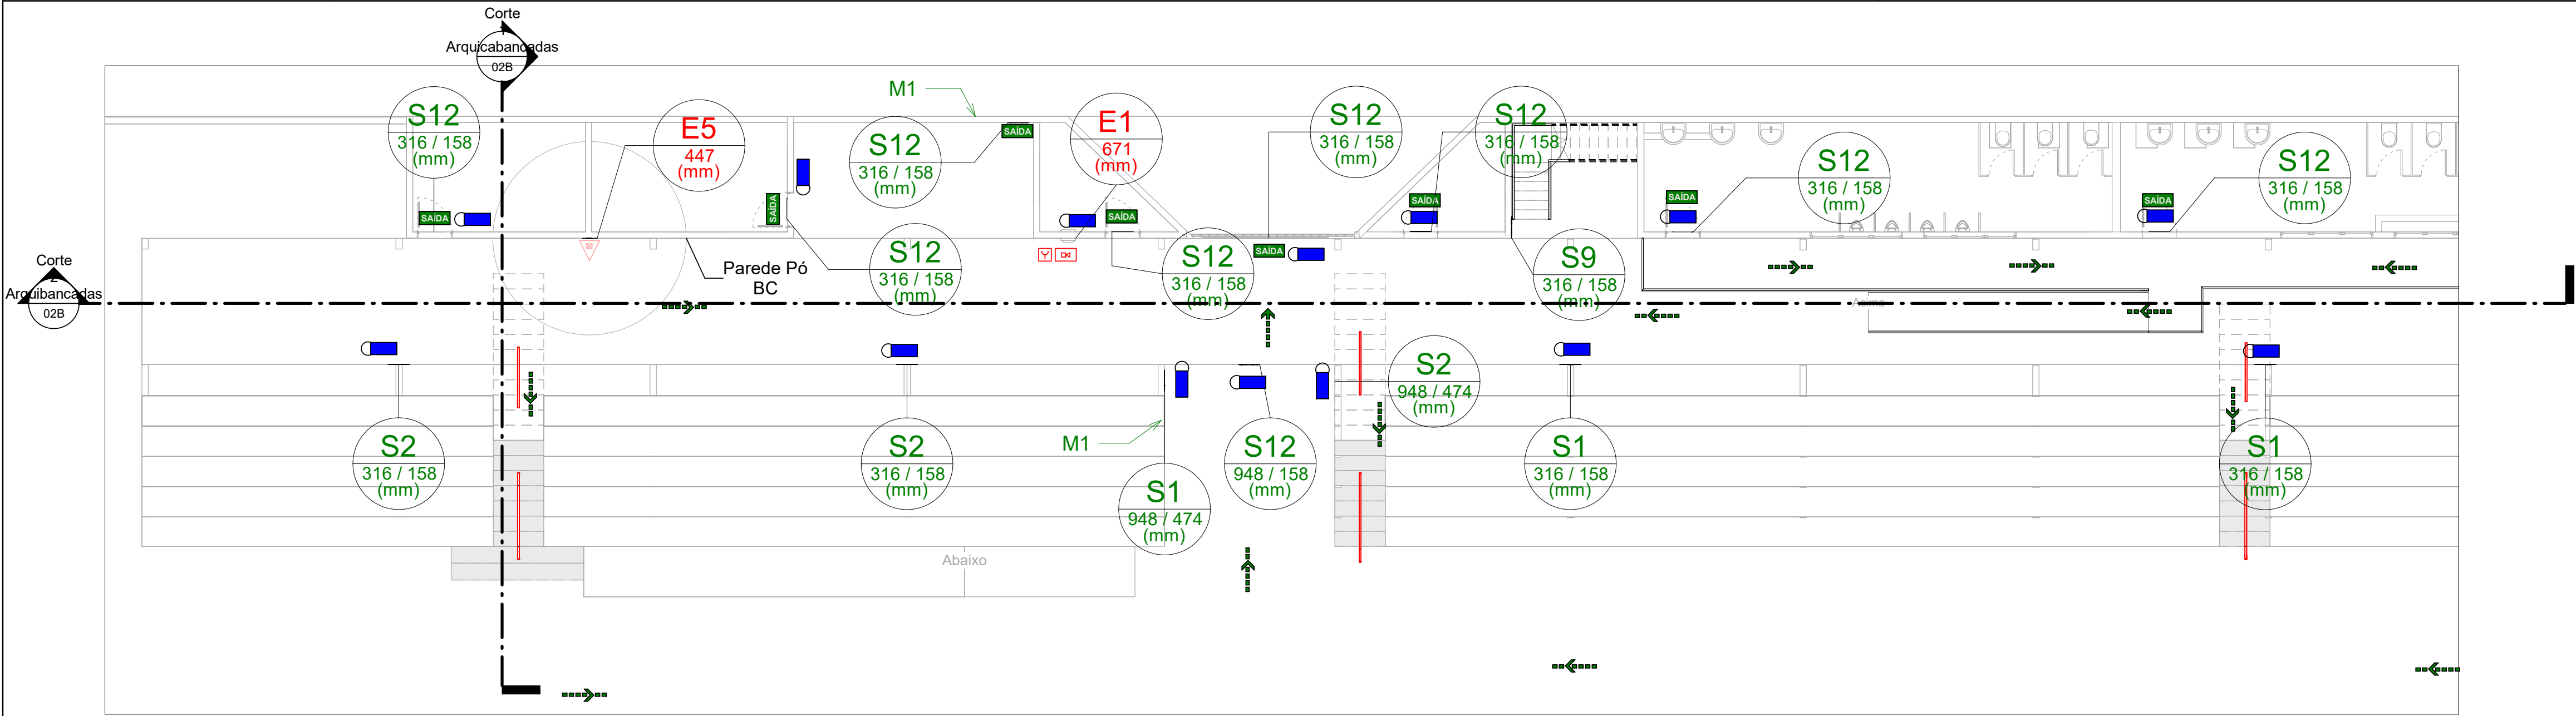 Corte
1
Arquicabancadas
02B
M1
S12
316 / 158
(mm)
E5
447
(mm)
S12
316 / 158
(mm)
SAÍDA
E1
671
(mm)
S12
316 / 158
(mm)
S12
316 / 158
(mm)
S12
316 / 158
(mm)
S12
316 / 158
(mm)
SAÍDA
SAÍDA
SAÍDA
SAÍDA
SAÍDA
SAÍDA
SAÍDA
Corte
2
Arquibancadas
02B
Parede Pó
BC
S12
316 / 158
(mm)
S12
316 / 158
(mm)
S9
316 / 158
(mm)
Acima
S2
948 / 474
(mm)
S2
316 / 158
(mm)
S2
316 / 158
(mm)
M1
S1
948 / 474
(mm)
S12
948 / 158
(mm)
S1
316 / 158
(mm)
S1
316 / 158
(mm)
Abaixo